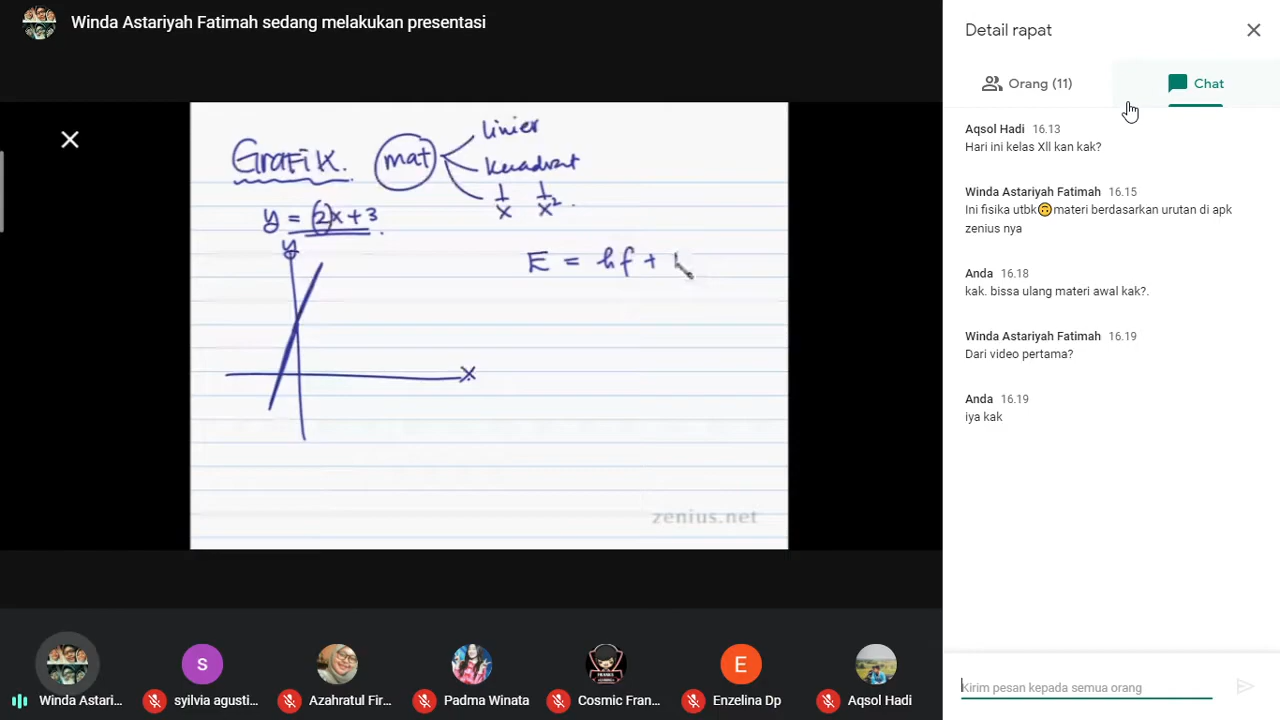 Winda Astariyah Fatimah sedang melakukan presentasi
Grafik. mat
linier
kuadrat
1/x 1/x².
y = 2x + 3
y
x
E = hf +
zenius.net
Detail rapat
Orang (11)
Chat
Aqsol Hadi 16.13
Hari ini kelas Xll kan kak?
Winda Astariyah Fatimah 16.15
Ini fisika utbk🙃materi berdasarkan urutan di apk
zenius nya
Anda 16.18
kak. bissa ulang materi awal kak?.
Winda Astariyah Fatimah 16.19
Dari video pertama?
Anda 16.19
iya kak
Kirim pesan kepada semua orang
Winda Astari...
S
syilvia agusti...
Azahratul Fir...
Padma Winata
Cosmic Fran...
E
Enzelina Dp
Aqsol Hadi